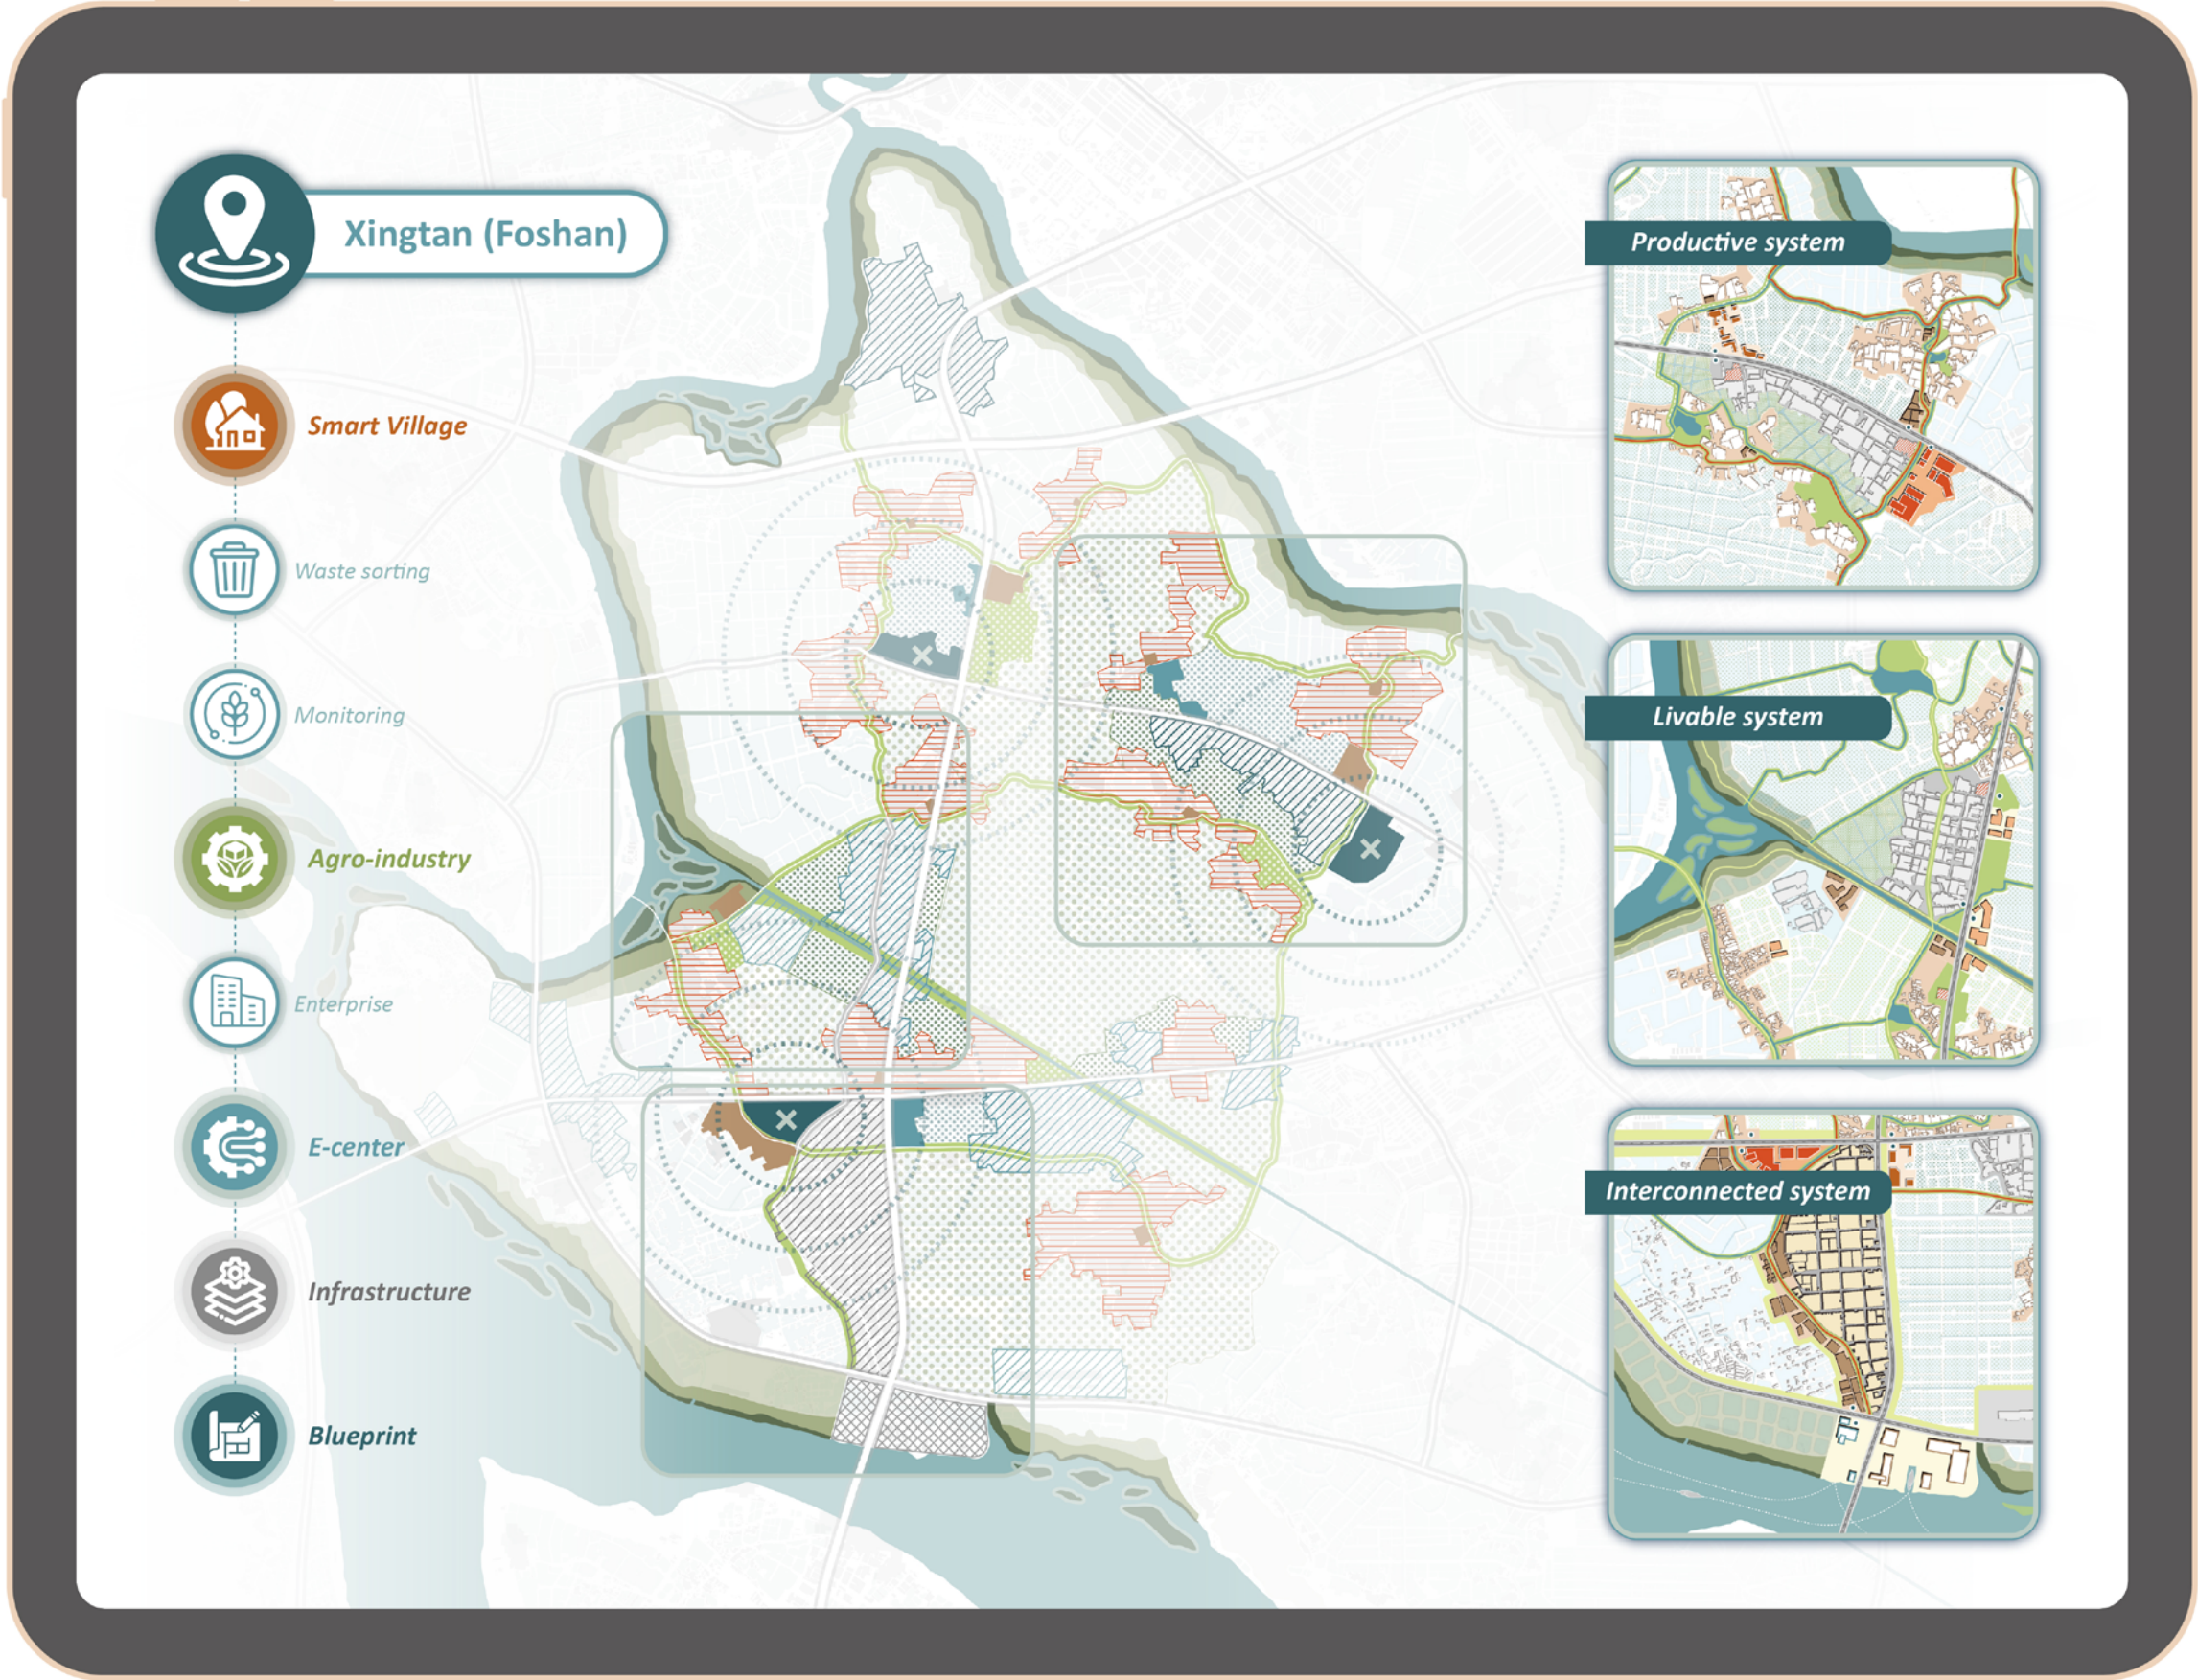 Xingtan (Foshan)
Smart Village
Waste sorting
Monitoring
Agro-industry
Enterprise
E-center
Infrastructure
Blueprint
Productive system
Livable system
Interconnected system